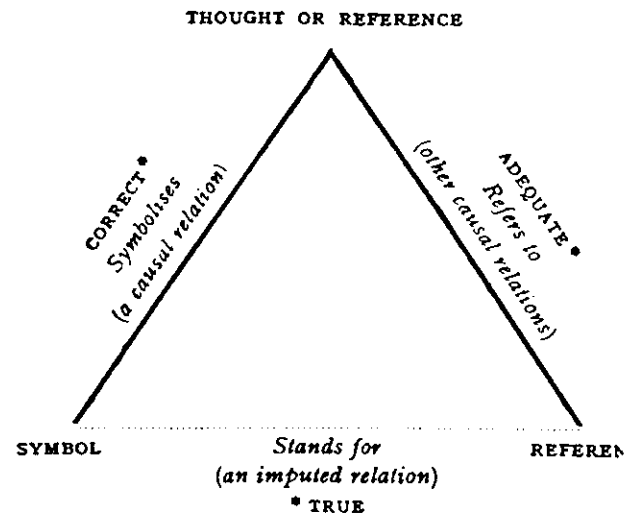 THOUGHT OR REFERENCE
CORRECT *
Symbolises
(a causal relation)
ADEQUATE *
Refers to
(other causal relations)
SYMBOL
Stands for
(an imputed relation)
* TRUE
REFEREN